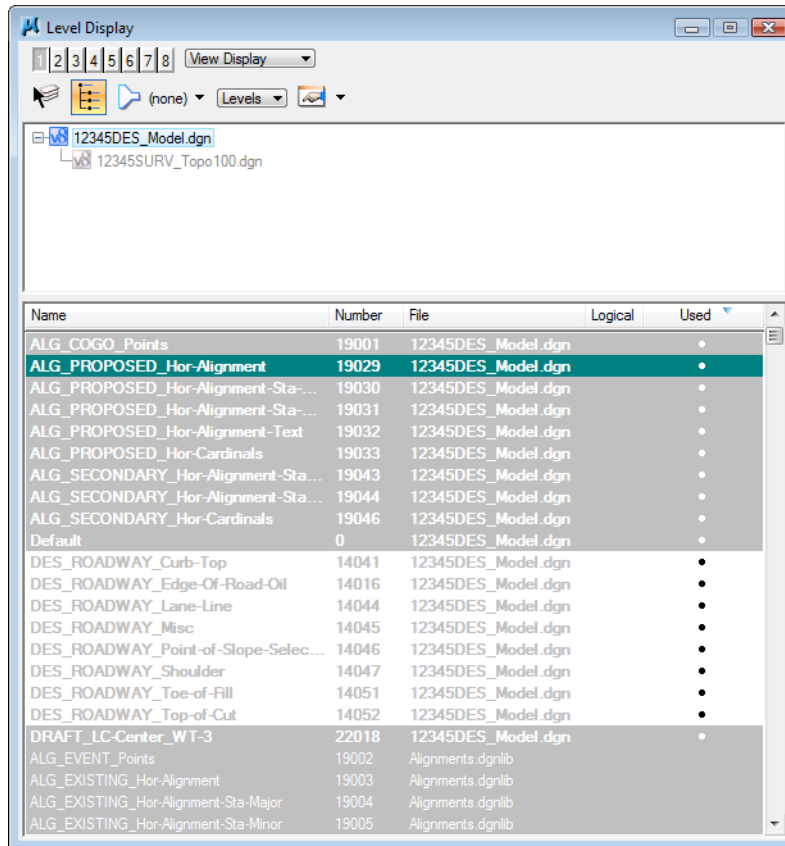 Level Display
1 2 3 4 5 6 7 8 View Display
(none) Levels
12345DES_Model.dgn
12345SURV_Topo100.dgn
Name Number File Logical Used
ALG_COGO_Points 19001 12345DES_Model.dgn
ALG_PROPOSED_Hor-Alignment 19029 12345DES_Model.dgn
ALG_PROPOSED_Hor-Alignment-Sta-... 19030 12345DES_Model.dgn
ALG_PROPOSED_Hor-Alignment-Sta-... 19031 12345DES_Model.dgn
ALG_PROPOSED_Hor-Alignment-Text 19032 12345DES_Model.dgn
ALG_PROPOSED_Hor-Cardinals 19033 12345DES_Model.dgn
ALG_SECONDARY_Hor-Alignment-Sta... 19043 12345DES_Model.dgn
ALG_SECONDARY_Hor-Alignment-Sta... 19044 12345DES_Model.dgn
ALG_SECONDARY_Hor-Cardinals 19046 12345DES_Model.dgn
Default 0 12345DES_Model.dgn
DES_ROADWAY_Curb-Top 14041 12345DES_Model.dgn
DES_ROADWAY_Edge-Of-Road-Oil 14016 12345DES_Model.dgn
DES_ROADWAY_Lane-Line 14044 12345DES_Model.dgn
DES_ROADWAY_Misc 14045 12345DES_Model.dgn
DES_ROADWAY_Point-of-Slope-Selec... 14046 12345DES_Model.dgn
DES_ROADWAY_Shoulder 14047 12345DES_Model.dgn
DES_ROADWAY_Toe-of-Fill 14051 12345DES_Model.dgn
DES_ROADWAY_Top-of-Cut 14052 12345DES_Model.dgn
DRAFT_LC-Center_WT-3 22018 12345DES_Model.dgn
ALG_EVENT_Points 19002 Alignments.dgnlib
ALG_EXISTING_Hor-Alignment 19003 Alignments.dgnlib
ALG_EXISTING_Hor-Alignment-Sta-Major 19004 Alignments.dgnlib
ALG_EXISTING_Hor-Alignment-Sta-Minor 19005 Alignments.dgnlib